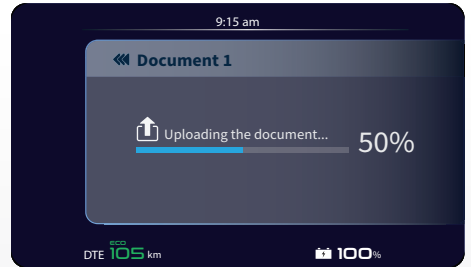 9:15 am
Document 1
Uploading the document...
50%
ECO
DTE 105 km
100%